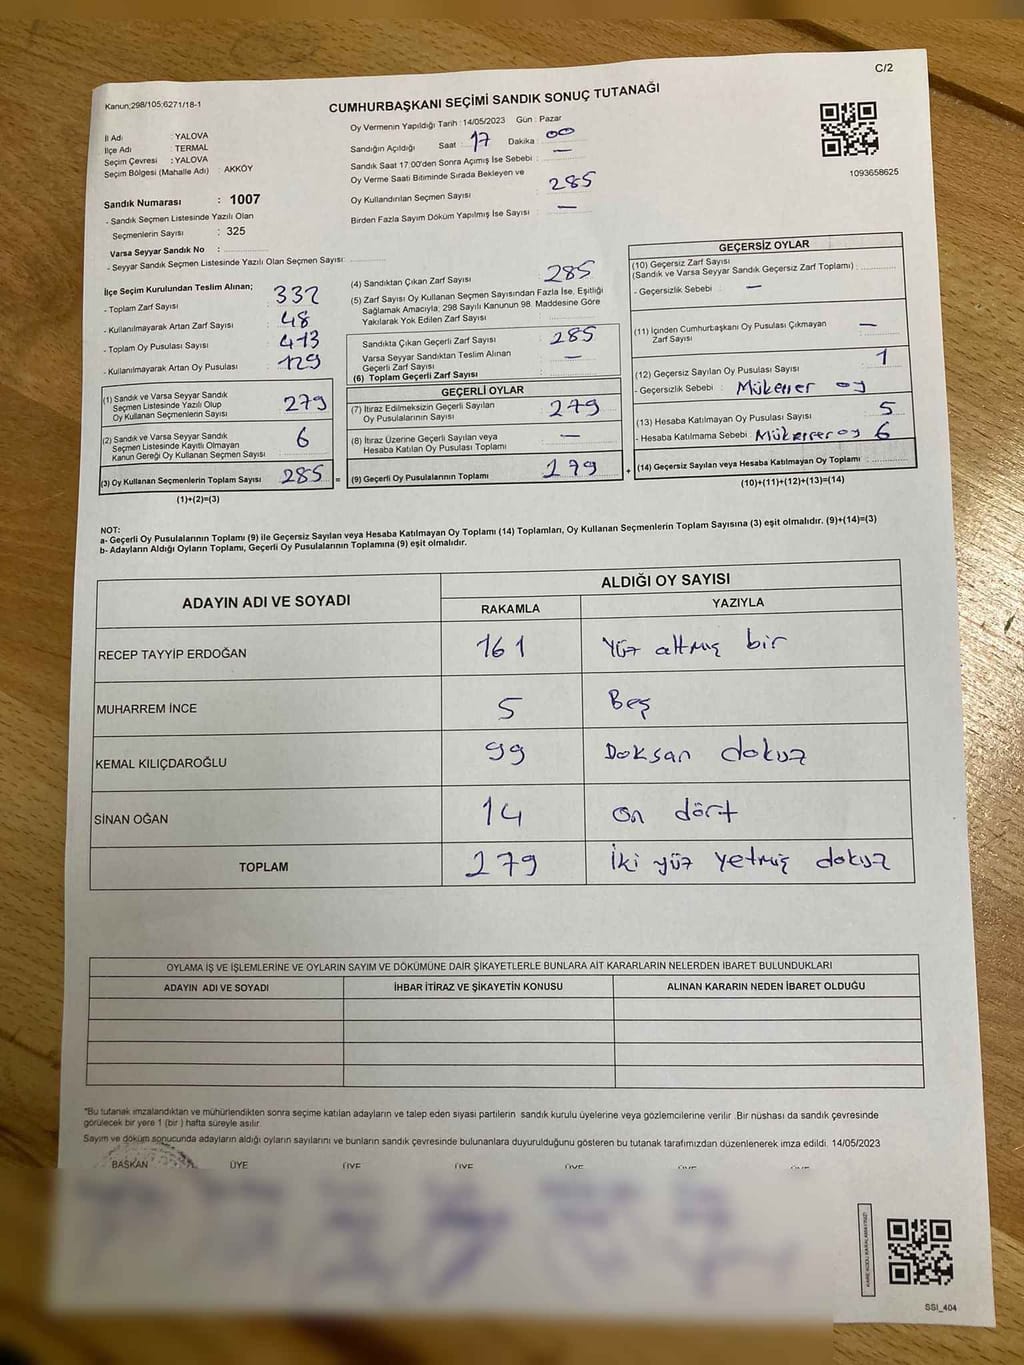 C/2
Kanun;298/105;6271/18-1
CUMHURBAŞKANI SEÇİMİ SANDIK SONUÇ TUTANAĞI
İl Adı : YALOVA
İlçe Adı : TERMAL
Seçim Çevresi : YALOVA
Seçim Bölgesi (Mahalle Adı) : AKKÖY
Oy Vermenin Yapıldığı Tarih : 14/05/2023 Gün : Pazar
Sandığın Açıldığı Saat : 17 Dakika : 00
Sandık Saat 17:00'den Sonra Açımış İse Sebebi : —
Oy Verme Saati Bitiminde Sırada Bekleyen ve
Oy Kullandırılan Seçmen Sayısı : 285
Birden Fazla Sayım Döküm Yapılmış İse Sayısı : —
1093658625
Sandık Numarası : 1007
- Sandık Seçmen Listesinde Yazılı Olan
Seçmenlerin Sayısı : 325
Varsa Seyyar Sandık No :
- Seyyar Sandık Seçmen Listesinde Yazılı Olan Seçmen Sayısı:
İlçe Seçim Kurulundan Teslim Alınan;
- Toplam Zarf Sayısı : 332
- Kullanılmayarak Artan Zarf Sayısı : 48
- Toplam Oy Pusulası Sayısı : 413
- Kullanılmayarak Artan Oy Pusulası : 129
(1) Sandık ve Varsa Seyyar Sandık
Seçmen Listesinde Yazılı Olup
Oy Kullanan Seçmenlerin Sayısı : 279
(2) Sandık ve Varsa Seyyar Sandık
Seçmen Listesinde Kayıtlı Olmayan
Kanun Gereği Oy Kullanan Seçmen Sayısı : 6
(3) Oy Kullanan Seçmenlerin Toplam Sayısı : 285
(1)+(2)=(3)
(4) Sandıktan Çıkan Zarf Sayısı : 285
(5) Zarf Sayısı Oy Kullanan Seçmen Sayısından Fazla İse, Eşitliği
Sağlamak Amacıyla, 298 Sayılı Kanunun 98. Maddesine Göre
Yakılarak Yok Edilen Zarf Sayısı :
Sandıkta Çıkan Geçerli Zarf Sayısı : 285
Varsa Seyyar Sandıktan Teslim Alınan
Geçerli Zarf Sayısı : —
(6) Toplam Geçerli Zarf Sayısı :
GEÇERLİ OYLAR
(7) İtiraz Edilmeksizin Geçerli Sayılan
Oy Pusulalarının Sayısı : 279
(8) İtiraz Üzerine Geçerli Sayılan veya
Hesaba Katılan Oy Pusulası Toplamı : —
= (9) Geçerli Oy Pusulalarının Toplamı : 279
GEÇERSİZ OYLAR
(10) Geçersiz Zarf Sayısı
(Sandık ve Varsa Seyyar Sandık Geçersiz Zarf Toplamı) :
- Geçersizlik Sebebi : —
(11) İçinden Cumhurbaşkanı Oy Pusulası Çıkmayan
Zarf Sayısı : —
(12) Geçersiz Sayılan Oy Pusulası Sayısı : 1
- Geçersizlik Sebebi : Mükerrer oy
(13) Hesaba Katılmayan Oy Pusulası Sayısı : 5
- Hesaba Katılmama Sebebi : Mükerrer oy 6
+ (14) Geçersiz Sayılan veya Hesaba Katılmayan Oy Toplamı :
(10)+(11)+(12)+(13)=(14)
NOT:
a- Geçerli Oy Pusulalarının Toplamı (9) ile Geçersiz Sayılan veya Hesaba Katılmayan Oy Toplamı (14) Toplamları, Oy Kullanan Seçmenlerin Toplam Sayısına (3) eşit olmalıdır. (9)+(14)=(3)
b- Adayların Aldığı Oyların Toplamı, Geçerli Oy Pusulalarının Toplamına (9) eşit olmalıdır.
ADAYIN ADI VE SOYADI
ALDIĞI OY SAYISI
RAKAMLA YAZIYLA
RECEP TAYYİP ERDOĞAN 161 Yüz altmış bir
MUHARREM İNCE 5 Beş
KEMAL KILIÇDAROĞLU 99 Doksan dokuz
SİNAN OĞAN 14 on dört
TOPLAM 279 İki yüz yetmiş dokuz
OYLAMA İŞ VE İŞLEMLERİNE VE OYLARIN SAYIM VE DÖKÜMÜNE DAİR ŞİKAYETLERLE BUNLARA AİT KARARLARIN NELERDEN İBARET BULUNDUKLARI
ADAYIN ADI VE SOYADI İHBAR İTİRAZ VE ŞİKAYETİN KONUSU ALINAN KARARIN NEDEN İBARET OLDUĞU
*Bu tutanak imzalandıktan ve mühürlendikten sonra seçime katılan adayların ve talep eden siyasi partilerin sandık kurulu üyelerine veya gözlemcilerine verilir .Bir nüshası da sandık çevresinde
görülecek bir yere 1 (bir ) hafta süreyle asılır.
Sayım ve döküm sonucunda adayların aldığı oyların sayılarını ve bunların sandık çevresinde bulunanlara duyurulduğunu gösteren bu tutanak tarafımızdan düzenlenerek imza edildi. 14/05/2023
BAŞKAN ÜYE ÜYE ÜYE ÜYE ÜYE ÜYE
SSI_404